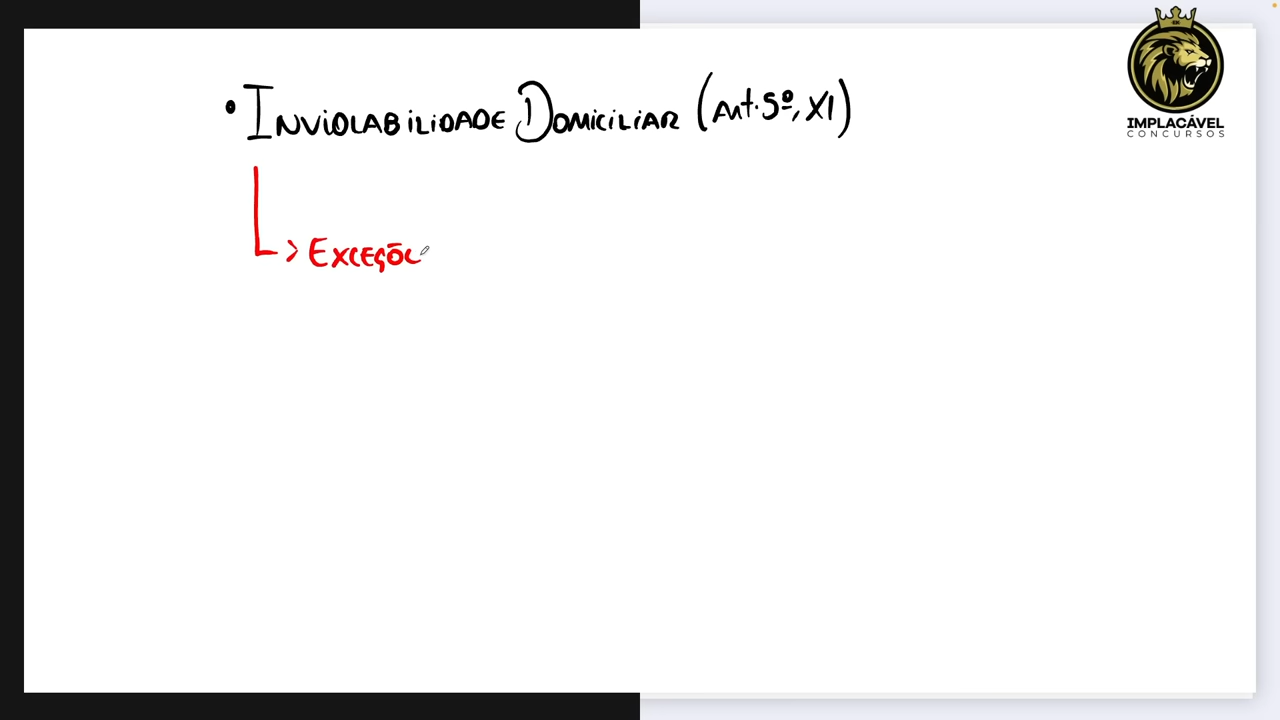 • Inviolabilidade Domiciliar (Art. 5º, XI)
IMPLACÁVEL
CONCURSOS
↳ Exceçõ